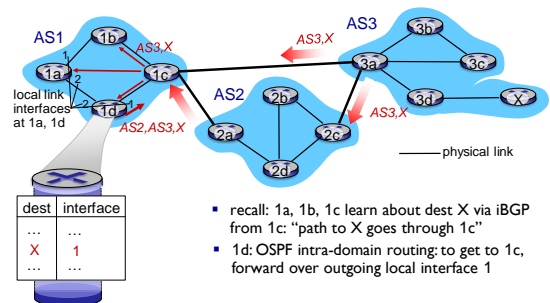 AS1
1b
1
AS3,X
1a
2
1c
local link
interfaces
at 1a, 1d
2
1d
1
AS2,AS3,X
AS3,X
AS3
3b
3a
3c
3d
X
AS3,X
AS2
2b
2a
2c
2d
physical link
dest interface
… …
X 1
… …
recall: 1a, 1b, 1c learn about dest X via iBGP
from 1c: “path to X goes through 1c”
1d: OSPF intra-domain routing: to get to 1c,
forward over outgoing local interface 1